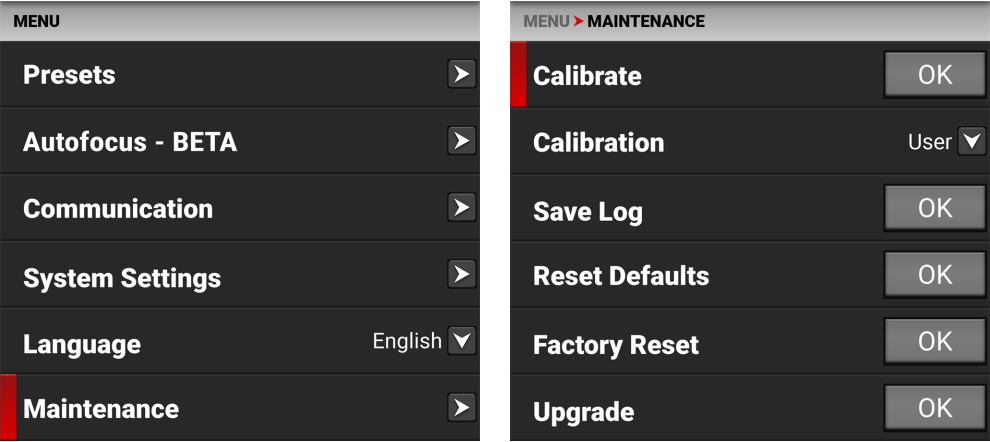 MENU
Presets
Autofocus - BETA
Communication
System Settings
Language English
Maintenance
MENU > MAINTENANCE
Calibrate OK
Calibration User
Save Log OK
Reset Defaults OK
Factory Reset OK
Upgrade OK